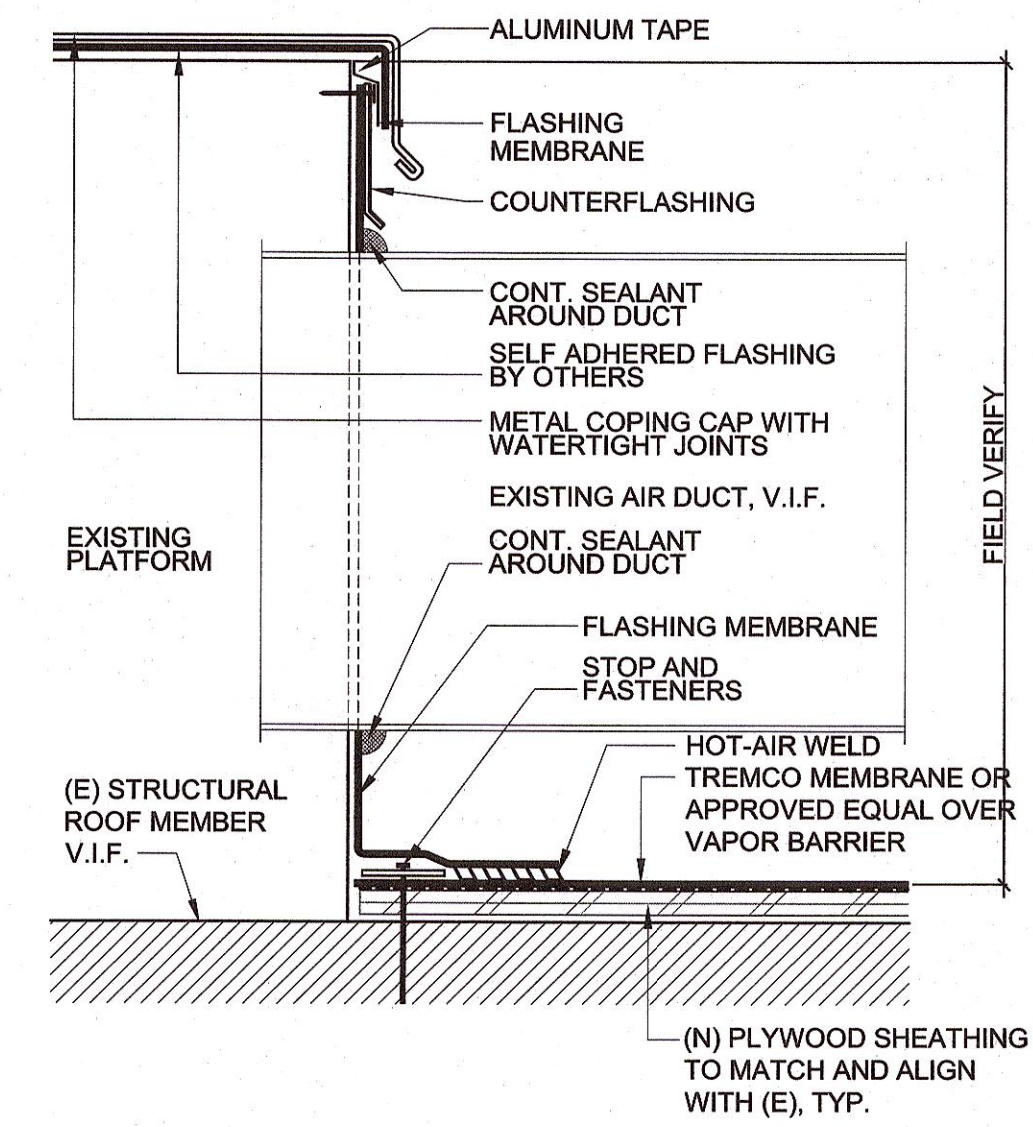 ALUMINUM TAPE
FLASHING
MEMBRANE
COUNTERFLASHING
CONT. SEALANT
AROUND DUCT
SELF ADHERED FLASHING
BY OTHERS
METAL COPING CAP WITH
WATERTIGHT JOINTS
EXISTING AIR DUCT, V.I.F.
EXISTING
PLATFORM
CONT. SEALANT
AROUND DUCT
FIELD VERIFY
FLASHING MEMBRANE
STOP AND
FASTENERS
HOT-AIR WELD
TREMCO MEMBRANE OR
APPROVED EQUAL OVER
VAPOR BARRIER
(E) STRUCTURAL
ROOF MEMBER
V.I.F.
(N) PLYWOOD SHEATHING
TO MATCH AND ALIGN
WITH (E), TYP.